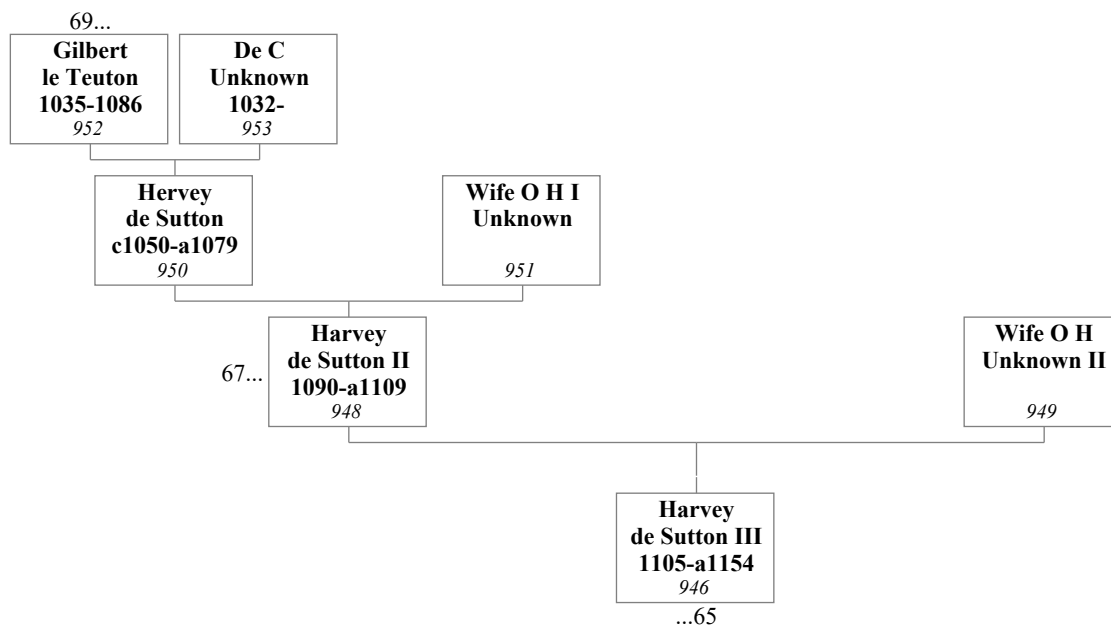 69...
Gilbert
le Teuton
1035-1086
952
De C
Unknown
1032-
953
Hervey
de Sutton
c1050-a1079
950
Wife O H I
Unknown
951
67...
Harvey
de Sutton II
1090-a1109
948
Wife O H
Unknown II
949
Harvey
de Sutton III
1105-a1154
946
...65